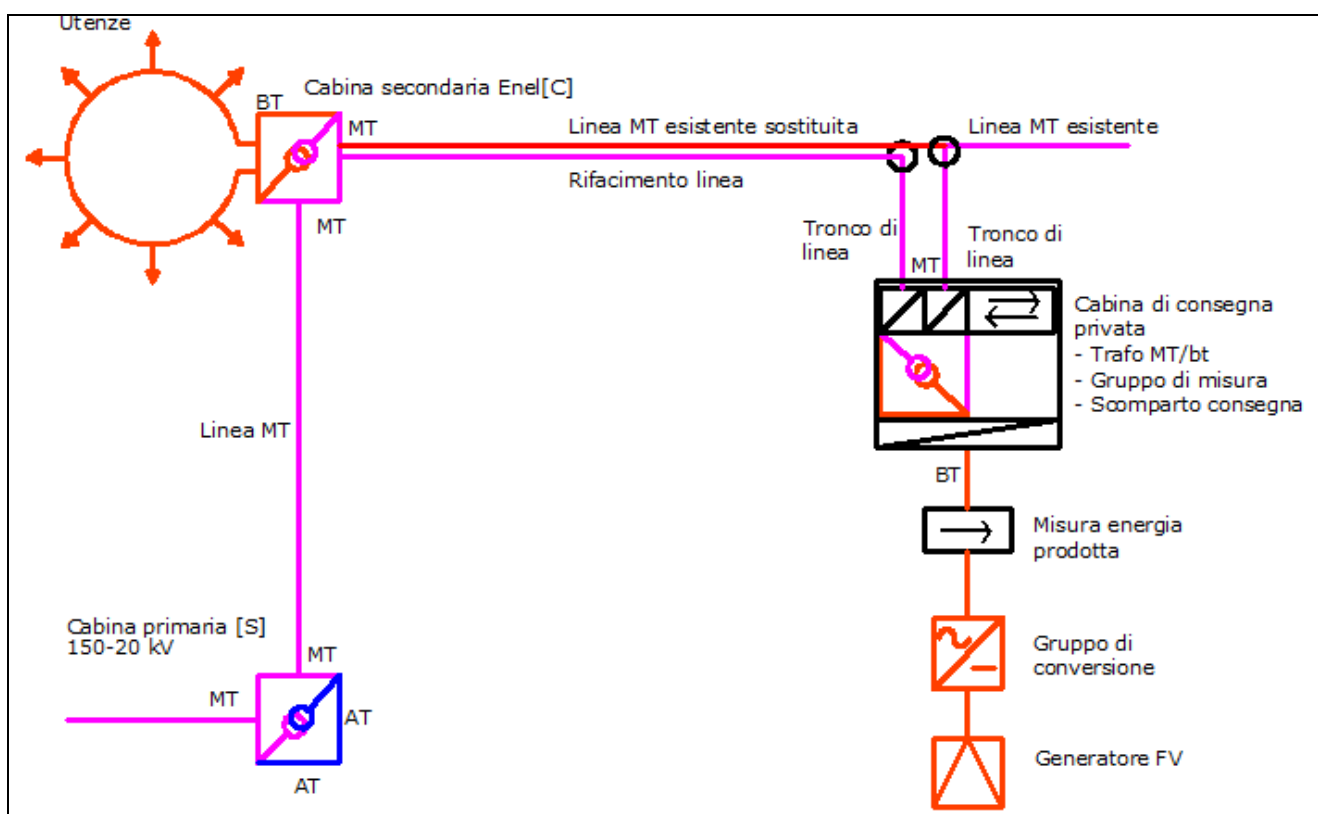 Utenze
Cabina secondaria Enel[C]
BT
MT
Linea MT esistente sostituita
Linea MT esistente
Rifacimento linea
MT
Tronco di
linea
Tronco di
linea
MT
Cabina di consegna
privata
- Trafo MT/bt
- Gruppo di misura
- Scomparto consegna
Linea MT
BT
Misura energia
prodotta
Cabina primaria [S]
150-20 kV
MT
Gruppo di
conversione
MT
AT
AT
Generatore FV